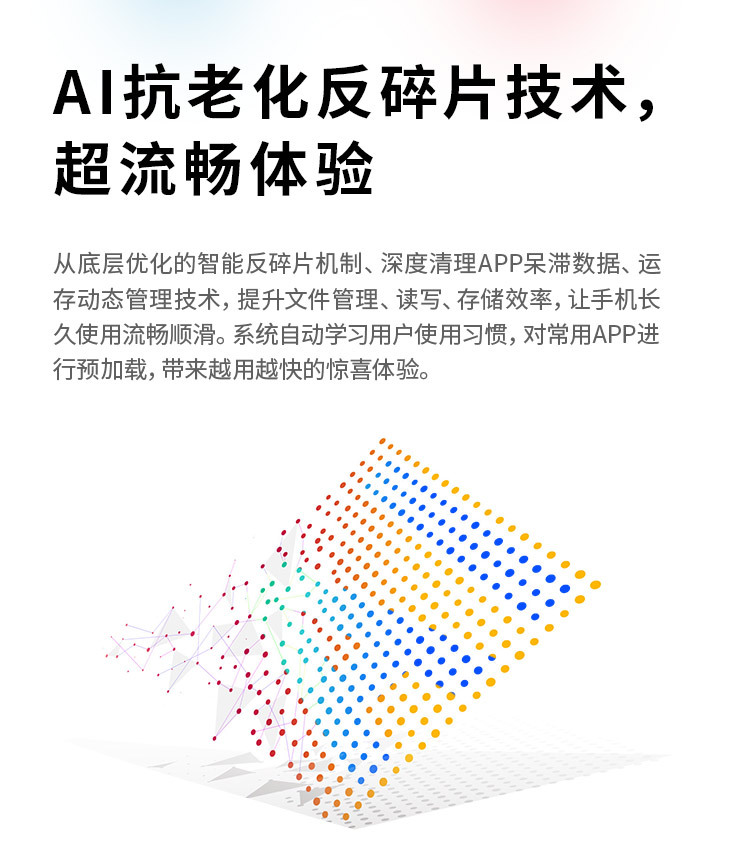 AI抗老化反碎片技术，
超流畅体验
从底层优化的智能反碎片机制、深度清理APP呆滞数据、运
存动态管理技术，提升文件管理、读写、存储效率，让手机长
久使用流畅顺滑。系统自动学习用户使用习惯，对常用APP进
行预加载，带来越用越快的惊喜体验。